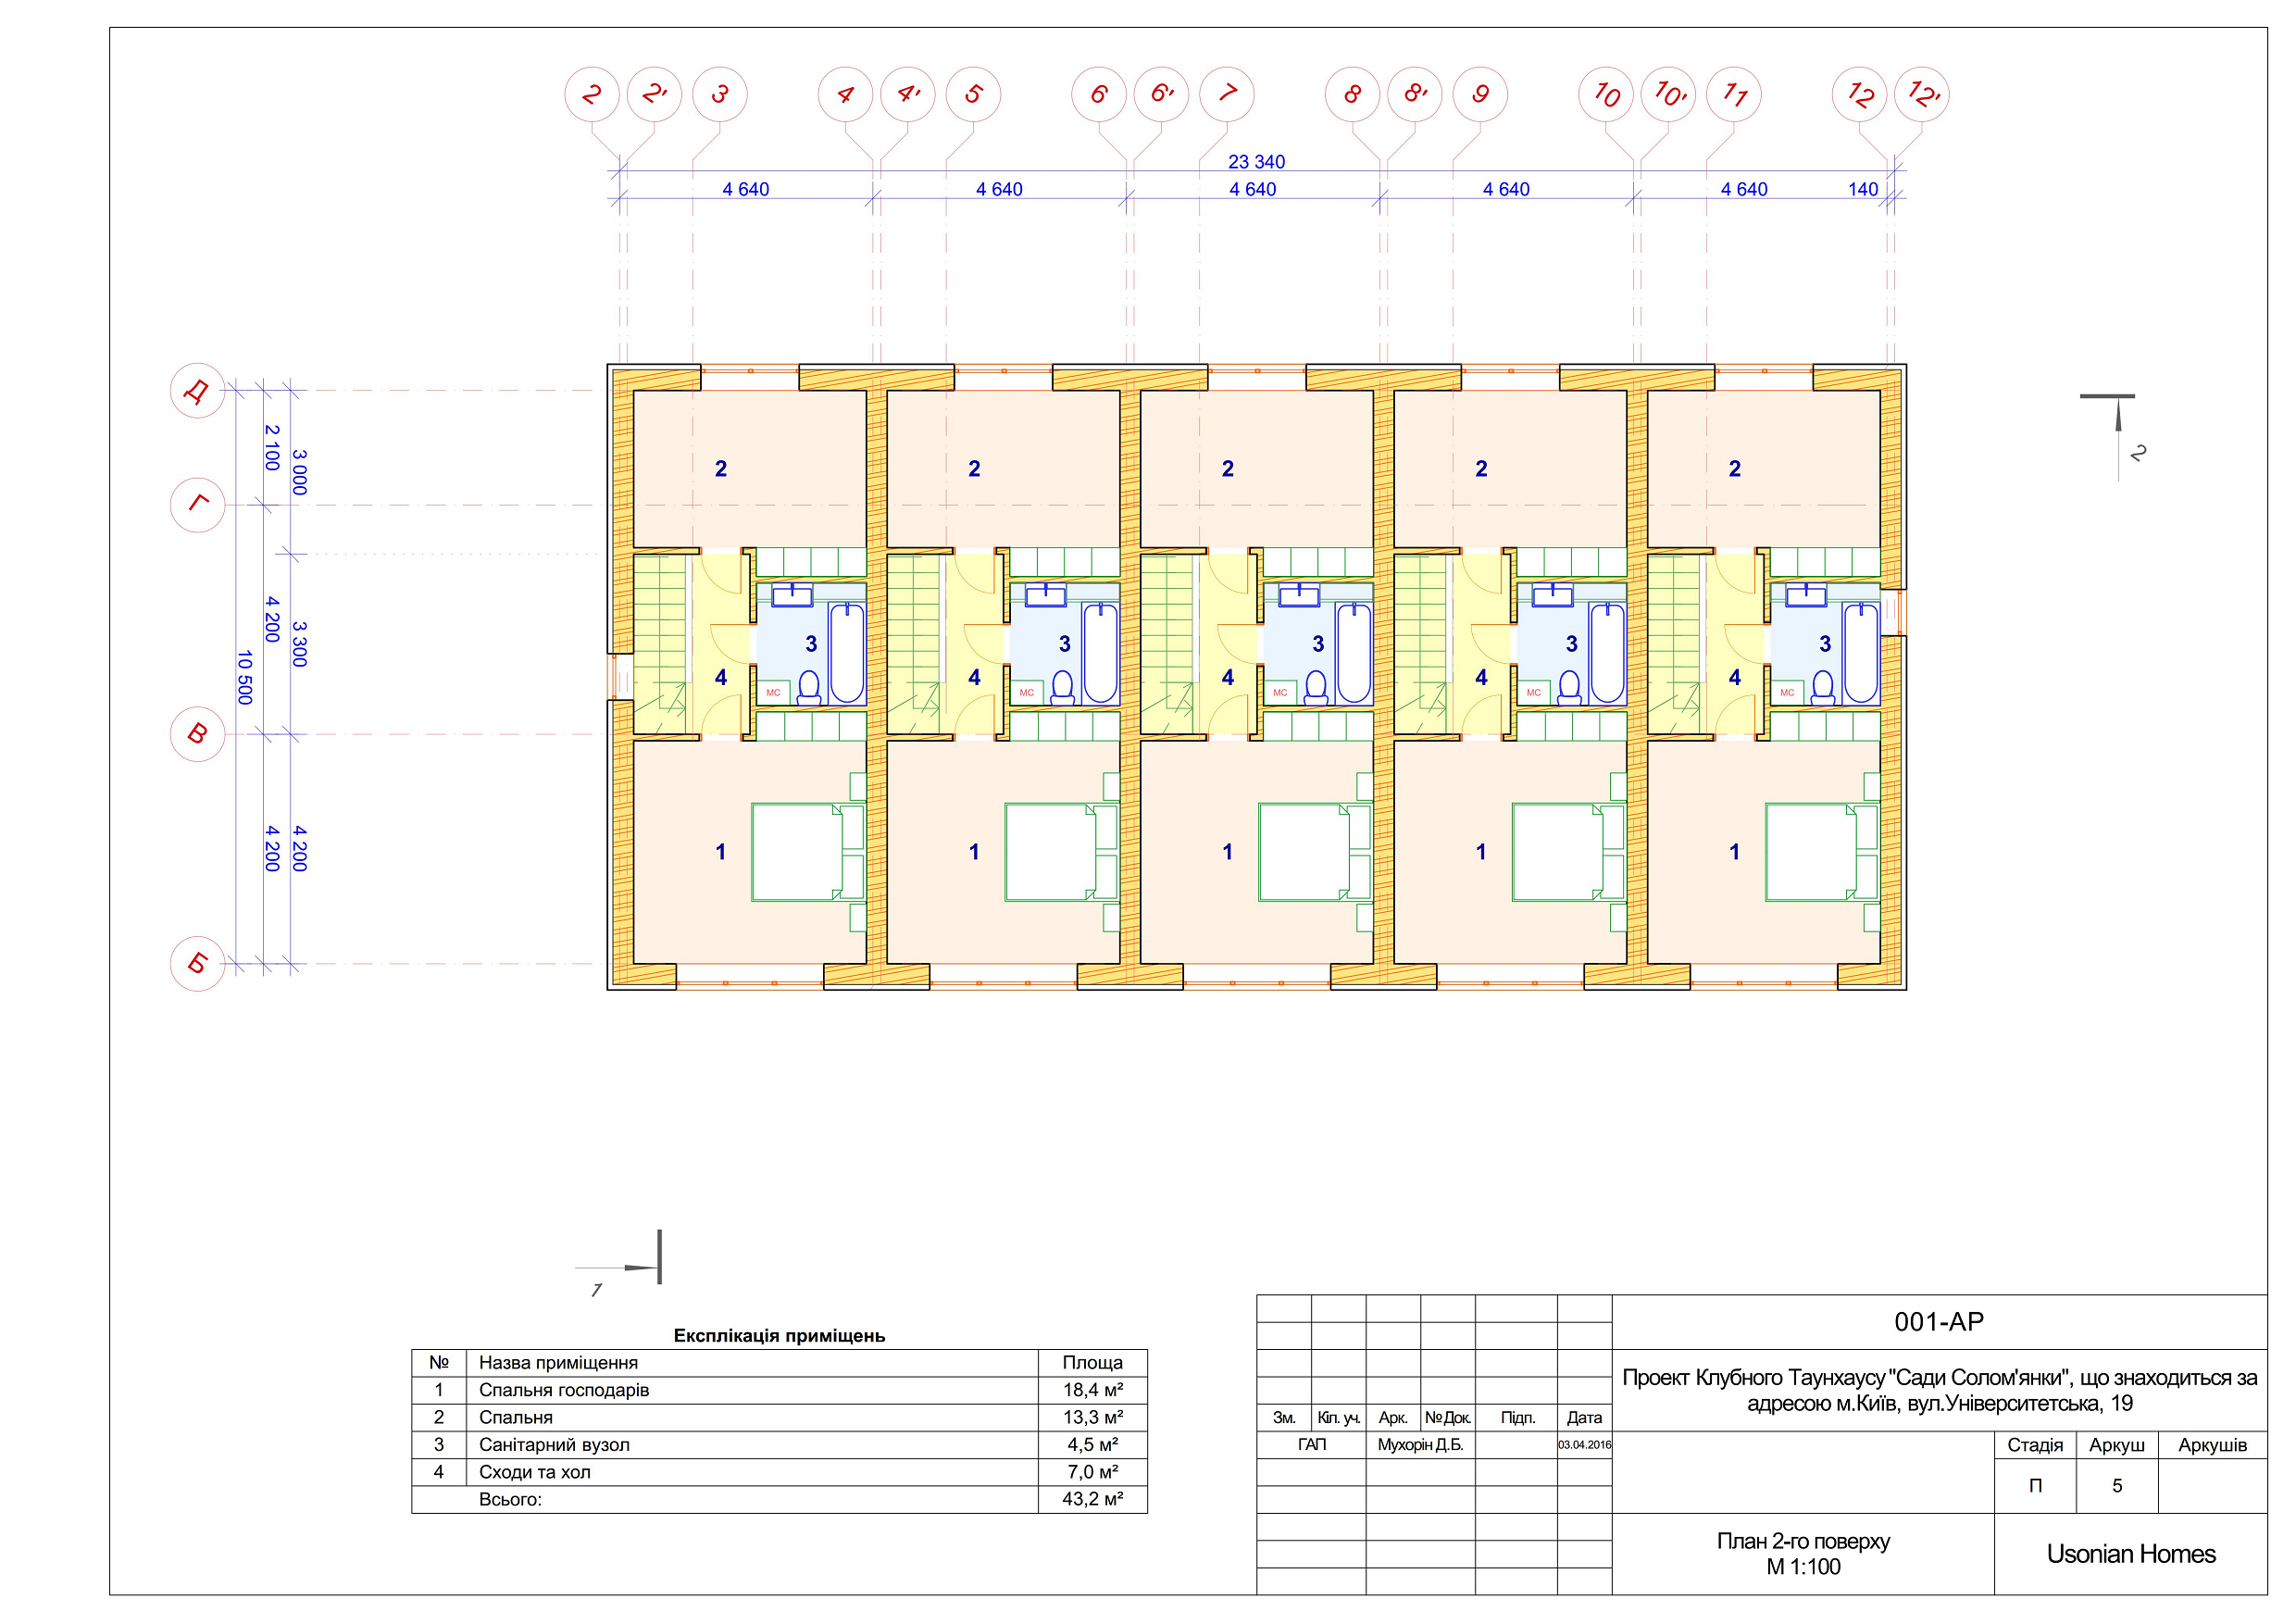 2 2' 3 4 4' 5 6 6' 7 8 8' 9 10 10' 11 12 12'
23 340
4 640 4 640 4 640 4 640 4 640 140
Д
Г
В
Б
2 100
3 000
4 200
3 300
10 500
4 200
4 200
2
2 2 2 2 2
3 3 3 3 3
4 4 4 4 4
МС МС МС МС МС
1 1 1 1 1
1
Експлікація приміщень
№ Назва приміщення Площа
1 Спальня господарів 18,4 м²
2 Спальня 13,3 м²
3 Санітарний вузол 4,5 м²
4 Сходи та хол 7,0 м²
Всього: 43,2 м²
001-АР
Проект Клубного Таунхаусу "Сади Солом'янки", що знаходиться за
адресою м.Київ, вул.Університетська, 19
Зм. Кіл. уч. Арк. №Док. Підп. Дата
ГАП Мухорін Д.Б. 03.04.2016
Стадія Аркуш Аркушів
П 5
План 2-го поверху
М 1:100
Usonian Homes